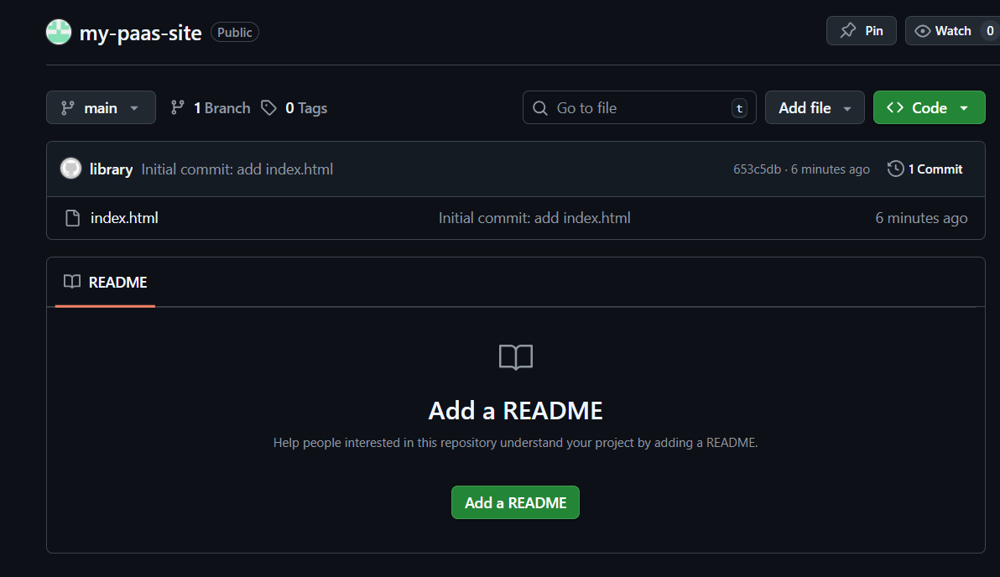 my-paas-site Public Pin Watch 0
main 1 Branch 0 Tags Go to file t Add file Code
library Initial commit: add index.html 653c5db · 6 minutes ago 1 Commit
index.html Initial commit: add index.html 6 minutes ago
README
Add a README
Help people interested in this repository understand your project by adding a README.
Add a README